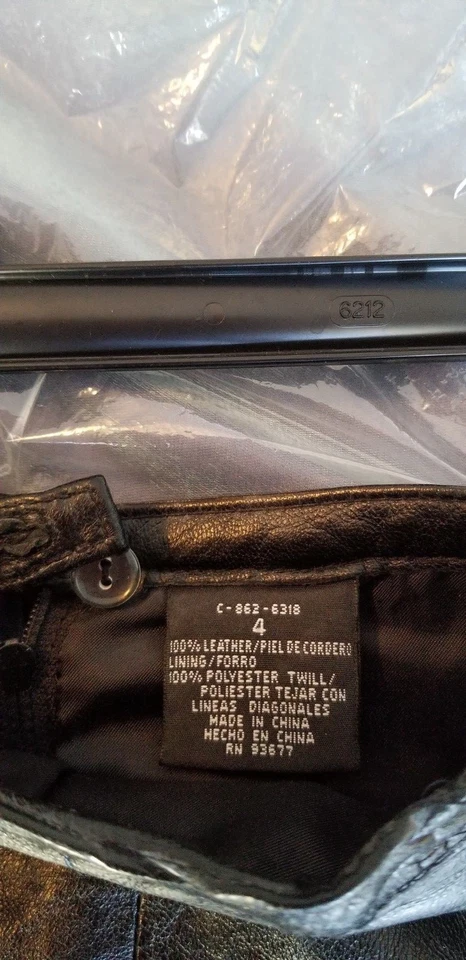 6212
C-862-6318
4
100% LEATHER/PIEL DE CORDERO
LINING/FORRO
100% POLYESTER TWILL/
POLIESTER TEJAR CON
LINEAS DIAGONALES
MADE IN CHINA
HECHO EN CHINA
RN 93677